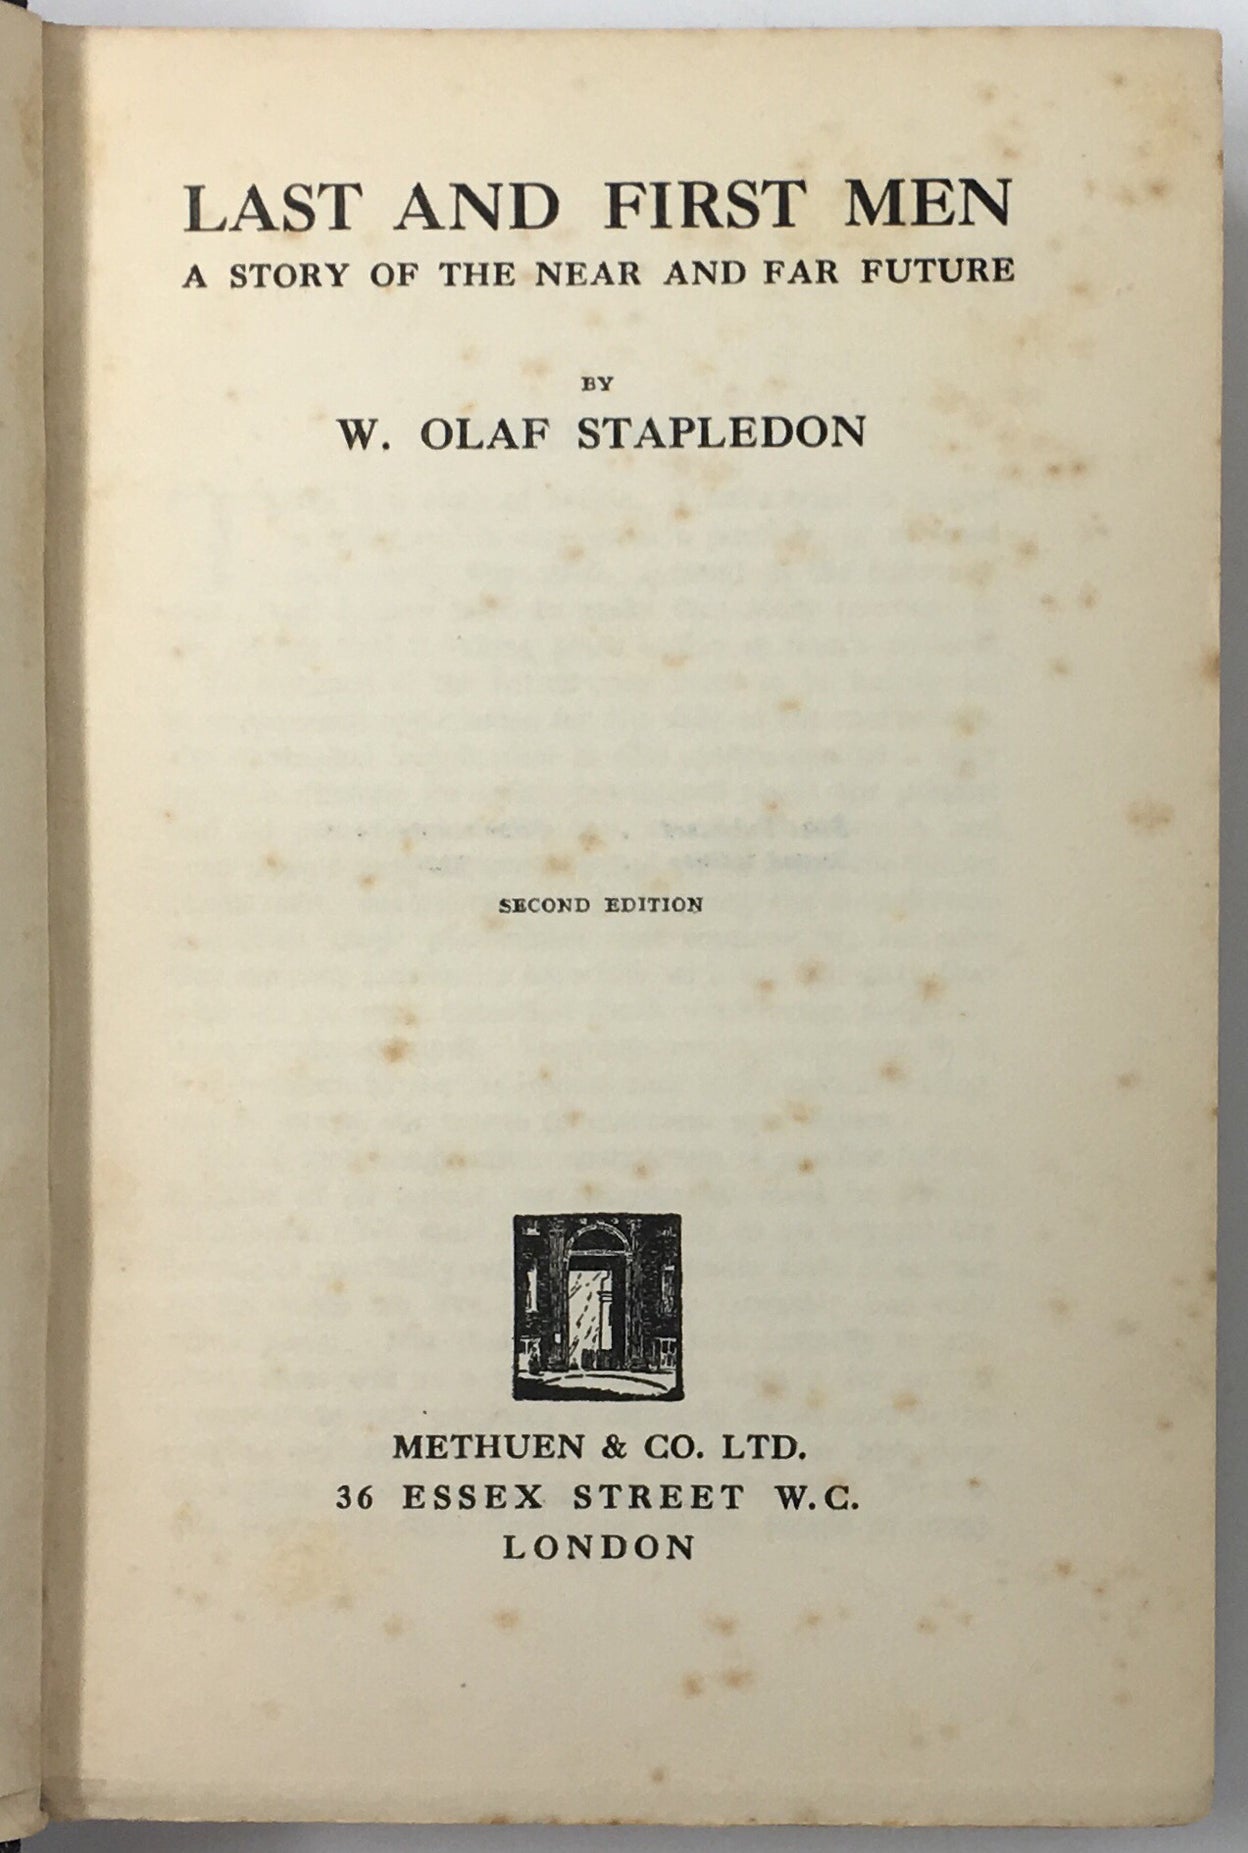 LAST AND FIRST MEN
A STORY OF THE NEAR AND FAR FUTURE
BY
W. OLAF STAPLEDON
SECOND EDITION
METHUEN & CO. LTD.
36 ESSEX STREET W.C.
LONDON